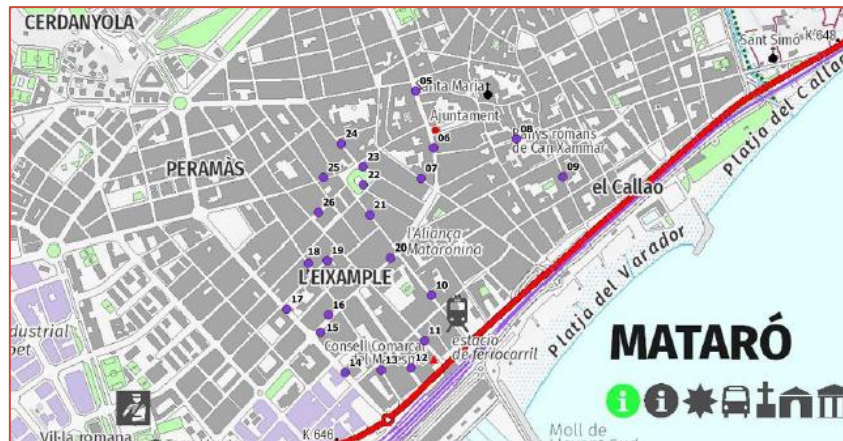 CERDANYOLA
Sant Simó
K 648
05
Santa Maria
Ajuntament
24
06
08
Banys romans
de Can Xammar
PERAMÀS
23
25
22
07
09
el Callao
Platja del Callao
26
21
l'Aliança
Mataronina
18
19
20
L'EIXAMPLE
Platja del Varador
10
17
16
15
11
estació
de ferrocarril
Consell Comarcal
del Maresme
14
13
12
MATARÓ
K 646
Vil·la romana
Moll de